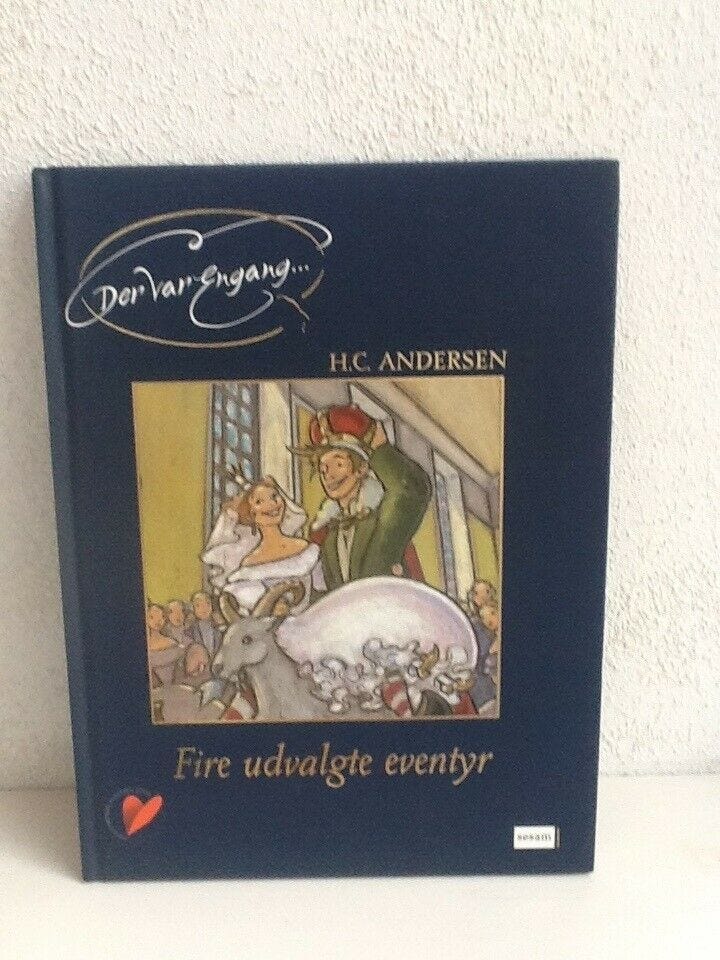 Der Var Engang...
H.C. ANDERSEN
Fire udvalgte eventyr
sesam